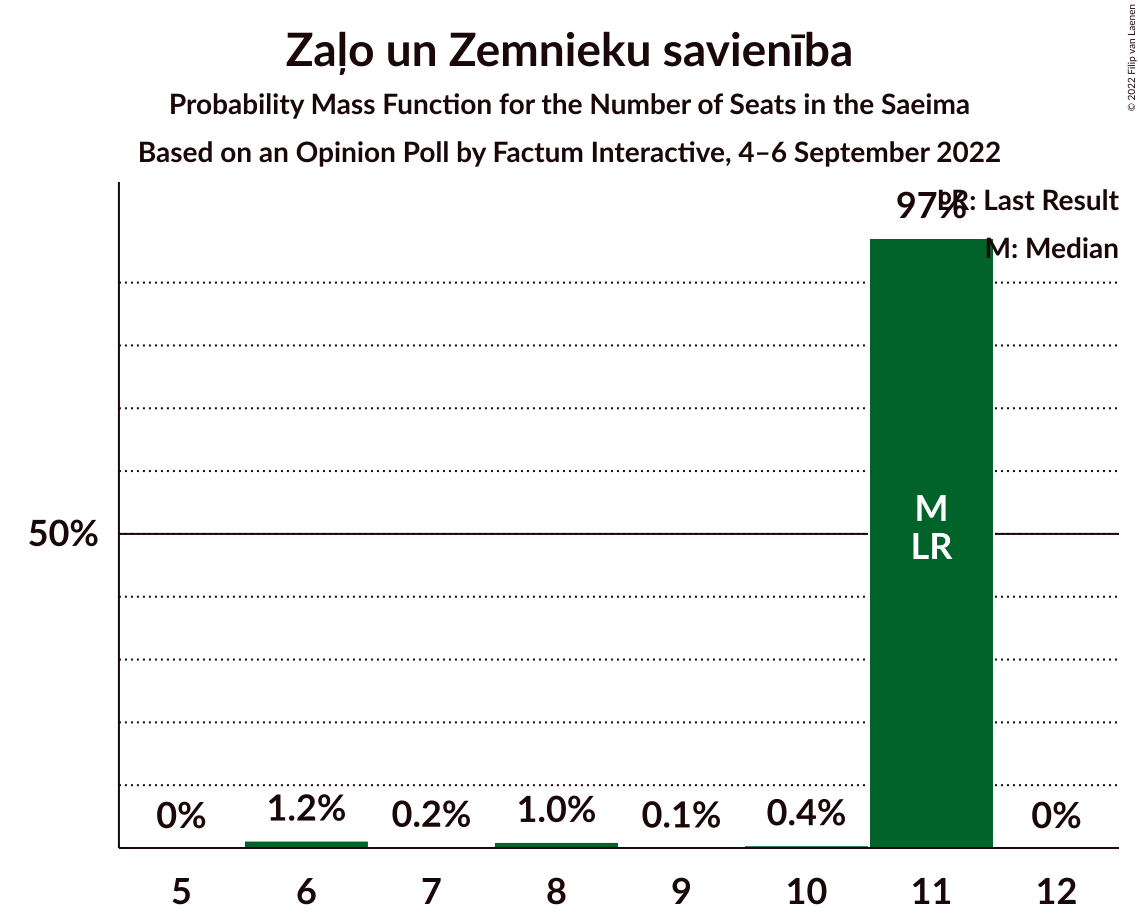 Zaļo un Zemnieku savienība
Probability Mass Function for the Number of Seats in the Saeima
Based on an Opinion Poll by Factum Interactive, 4–6 September 2022
© 2022 Filip van Laenen
LR: Last Result
M: Median
97%
50%
M
LR
0%
1.2%
0.2%
1.0%
0.1%
0.4%
0%
5
6
7
8
9
10
11
12